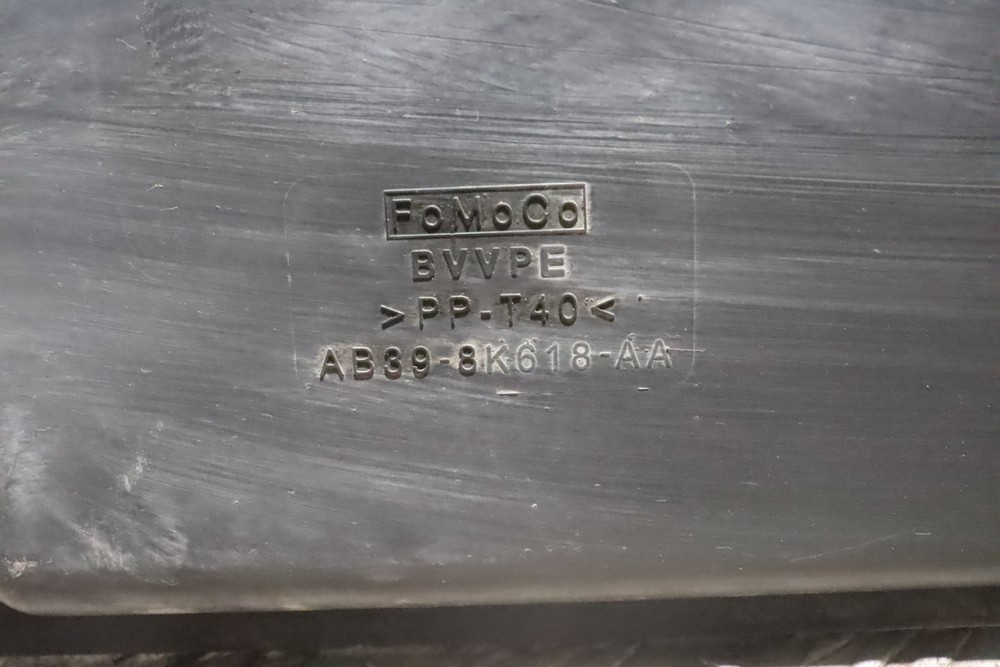 FoMoCo
BVVPE
>PP-T40<
AB39-8K618-AA